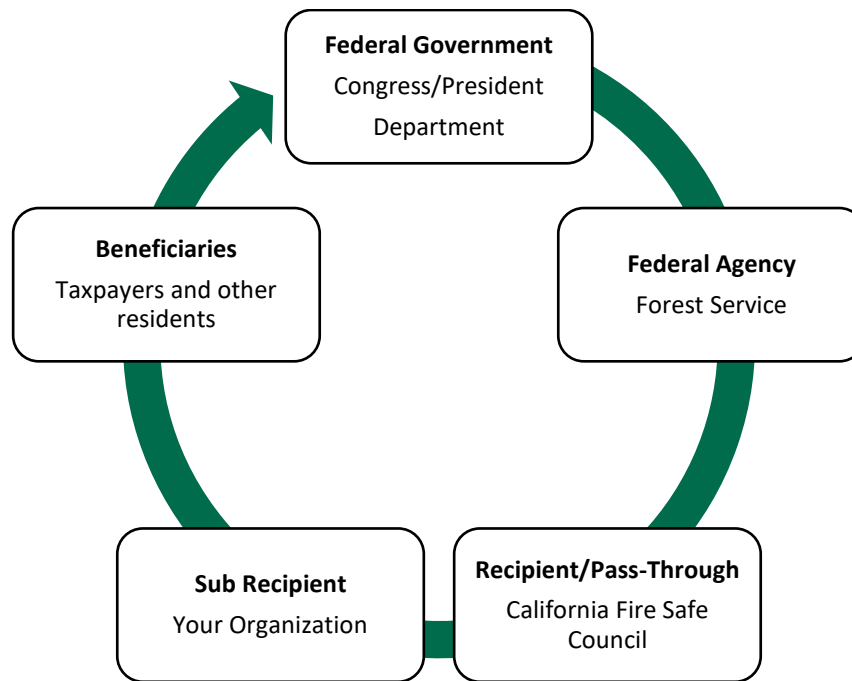 Federal Government
Congress/President
Department
Federal Agency
Forest Service
Recipient/Pass-Through
California Fire Safe
Council
Sub Recipient
Your Organization
Beneficiaries
Taxpayers and other
residents